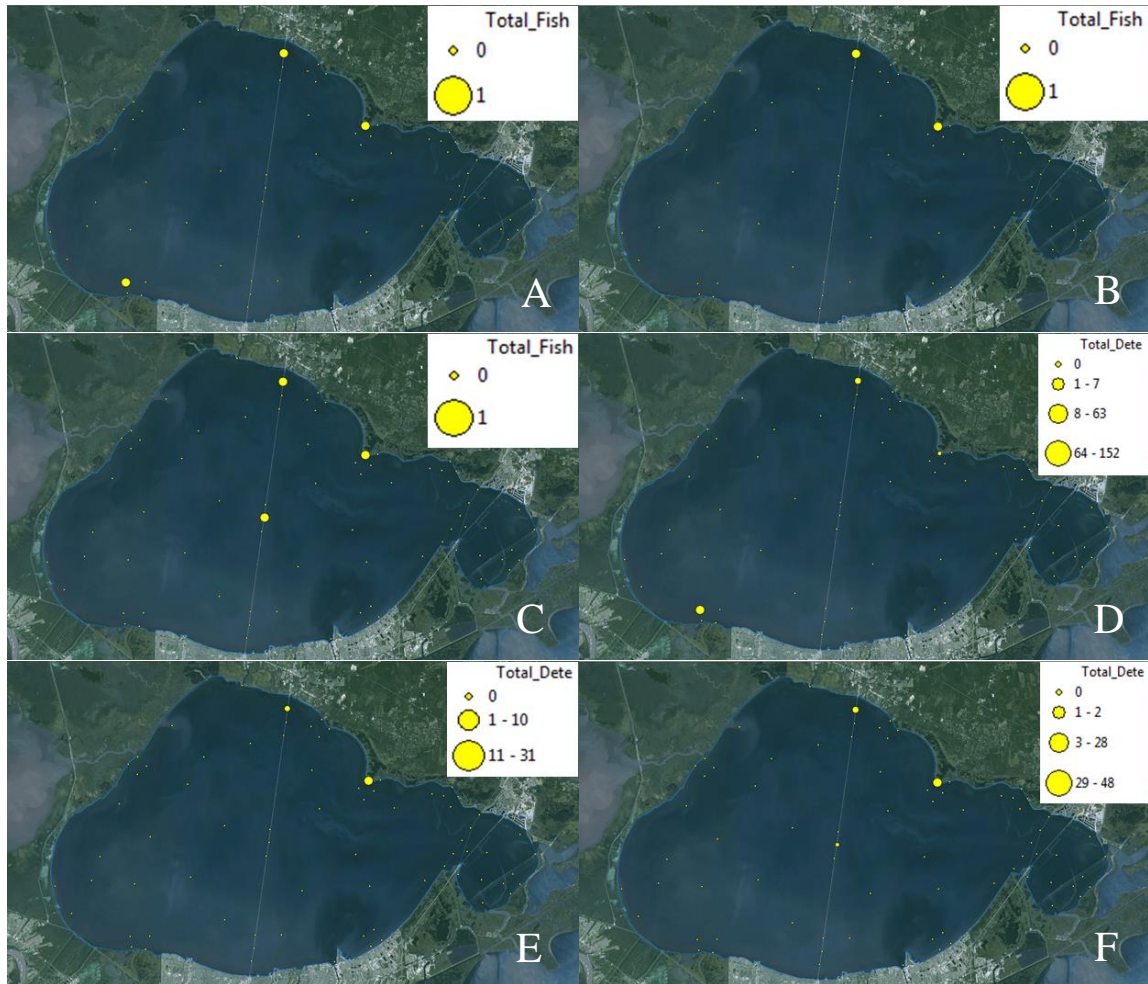 Total_Fish
0
1
A
Total_Fish
0
1
B
Total_Fish
0
1
C
Total_Dete
0
1 - 7
8 - 63
64 - 152
D
Total_Dete
0
1 - 10
11 - 31
E
Total_Dete
0
1 - 2
3 - 28
29 - 48
F